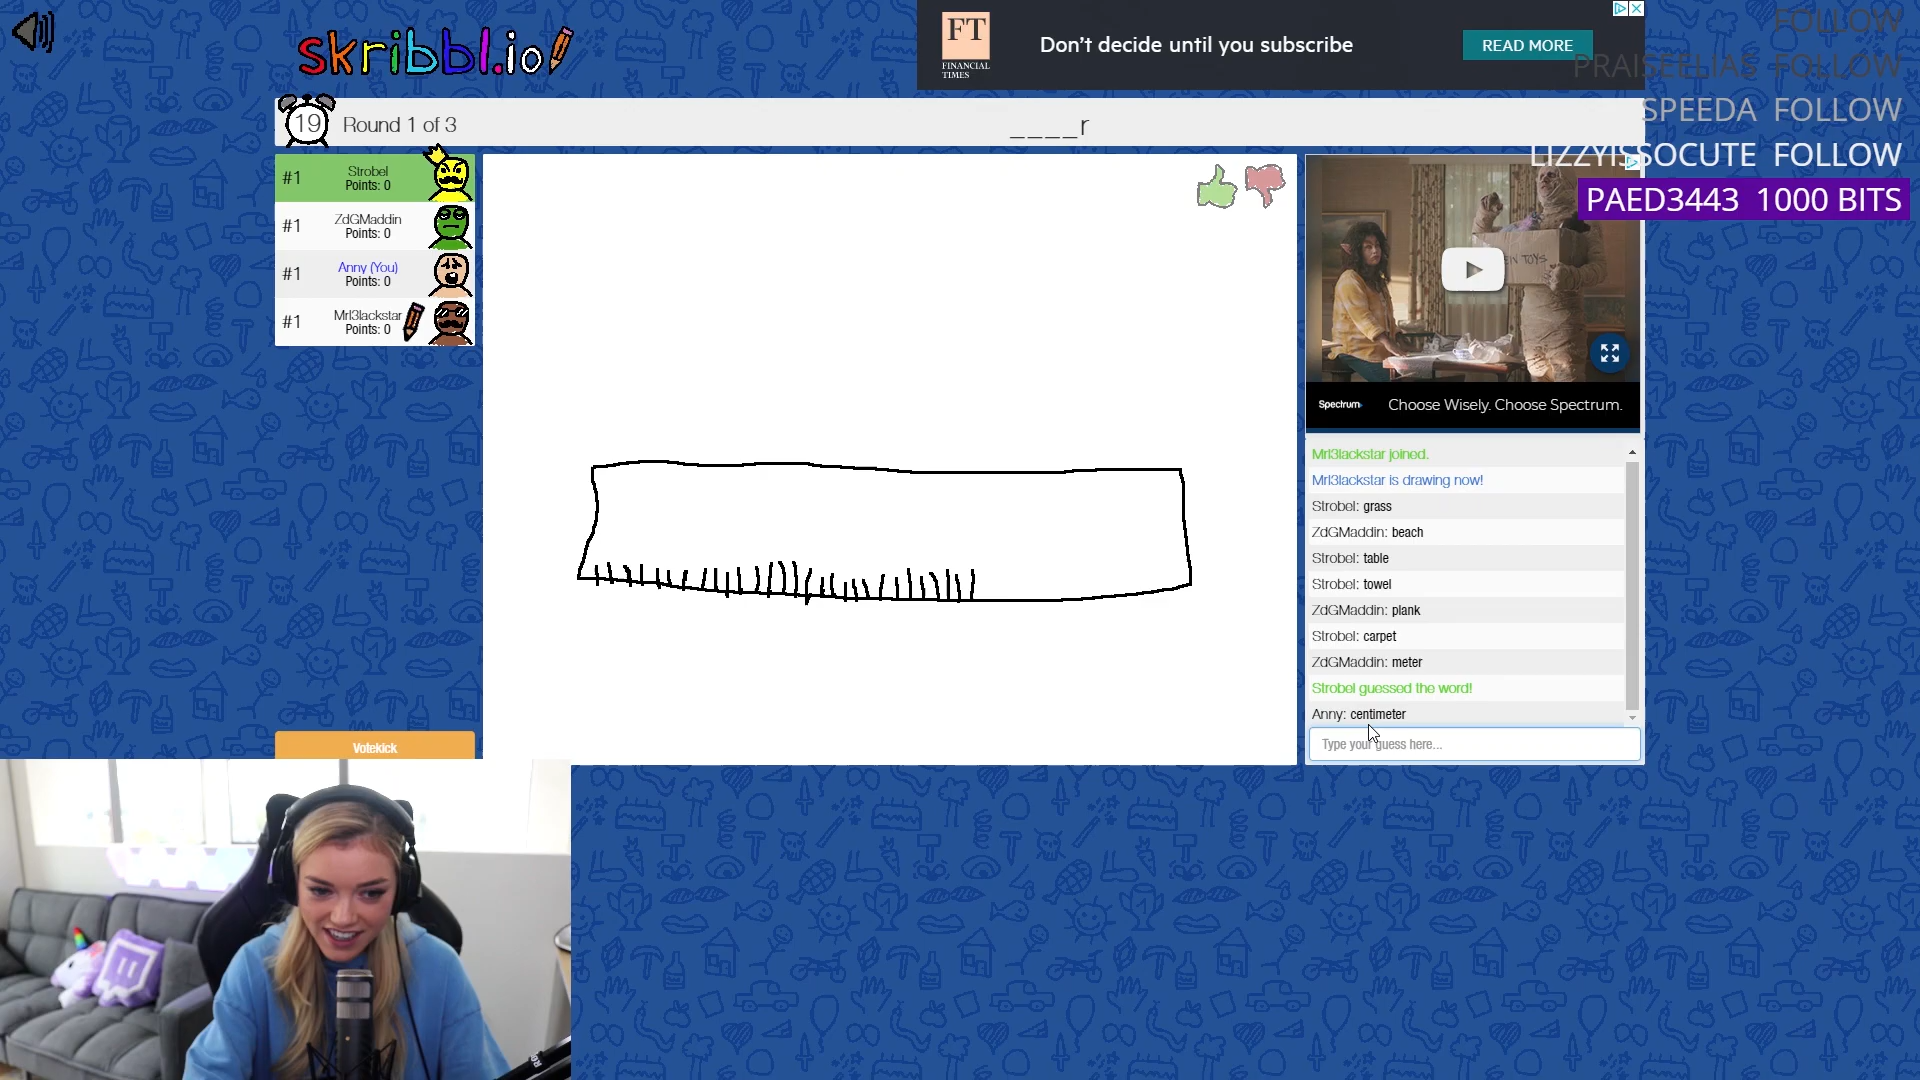 FOLLOW
PRAISEELIAS FOLLOW
SPEEDA FOLLOW
LIZZYISSOCUTE FOLLOW
PAED3443 1000 BITS
skribbl.io
FT
FINANCIAL
TIMES
Don't decide until you subscribe
READ MORE
19
Round 1 of 3
____r
#1
Strobel
Points: 0
#1
ZdGMaddin
Points: 0
#1
Anny (You)
Points: 0
#1
Mrl3lackstar
Points: 0
Votekick
TOYS
Spectrum
Choose Wisely. Choose Spectrum.
Mrl3lackstar joined.
Mrl3lackstar is drawing now!
Strobel: grass
ZdGMaddin: beach
Strobel: table
Strobel: towel
ZdGMaddin: plank
Strobel: carpet
ZdGMaddin: meter
Strobel guessed the word!
Anny: centimeter
Type your guess here...